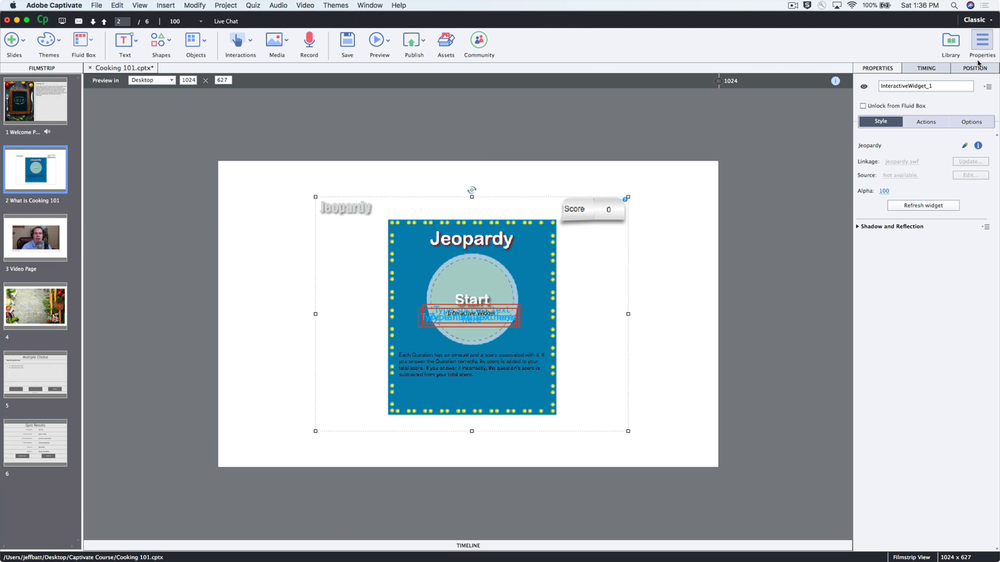 Adobe Captivate File Edit View Insert Modify Project Quiz Audio Video Themes Window Help 100% Sat 1:36 PM
Cp 2 / 6 100 Live Chat Classic
Slides Themes Fluid Box Text Shapes Objects Interactions Media Record Save Preview Publish Assets Community Library Properties
FILMSTRIP × Cooking 101.cptx* PROPERTIES TIMING POSITION
Preview in Desktop 1024 627 1024
InteractiveWidget_1
Unlock from Fluid Box
Style Actions Options
Jeopardy
Linkage: Jeopardy.swf Update...
Source: Not available. Edit...
Alpha: 100
Refresh widget
Shadow and Reflection
1 Welcome P...
2 What is Cooking 101
3 Video Page
4
Multiple Choice
5
Quiz Results
6
Jeopardy
Score 0
Jeopardy
Start
Interactive Widget
Each Question has an amount and a score associated with it. If
you answer the Question correctly, its score is added to your
total score. If you answer it incorrectly, the question's score is
subtracted from your total score.
TIMELINE
/Users/jeffbatt/Desktop/Captivate Course/Cooking 101.cptx Filmstrip View 1024 x 627